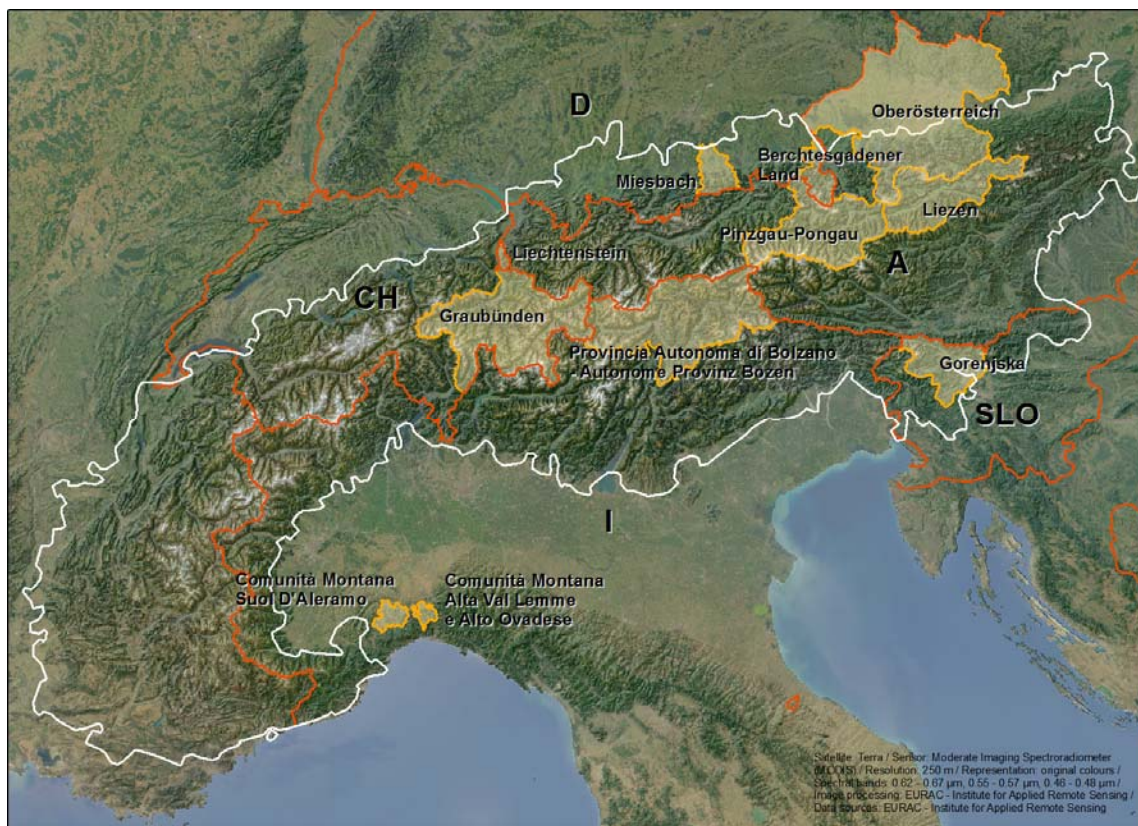 D
Oberösterreich
Berchtesgadener
Land
Miesbach
Liezen
Pinzgau-Pongau
Liechtenstein
A
CH
Graubünden
Provincia Autonoma di Bolzano
- Autonome Provinz Bozen
Gorenjska
SLO
I
Comunità Montana
Suol D'Aleramo
Comunità Montana
Alta Val Lemme
e Alto Ovadese
Satellite: Terra / Sensor: Moderate Imaging Spectroradiometer
(MODIS) / Resolution: 250 m / Representation: original colours /
Spectral bands: 0.62 - 0.67 µm, 0.55 - 0.57 µm, 0.46 - 0.48 µm /
Image processing: EURAC - Institute for Applied Remote Sensing /
Data sources: EURAC - Institute for Applied Remote Sensing